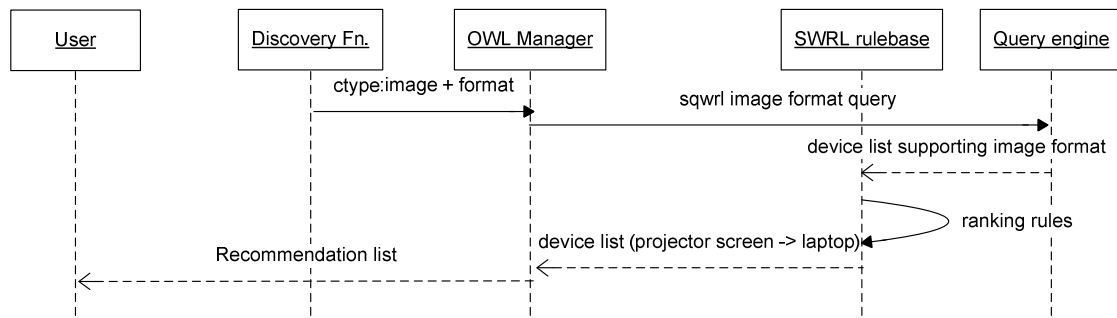 User
Discovery Fn.
OWL Manager
SWRL rulebase
Query engine
ctype:image + format
sqwrl image format query
device list supporting image format
ranking rules
device list (projector screen -> laptop)
Recommendation list